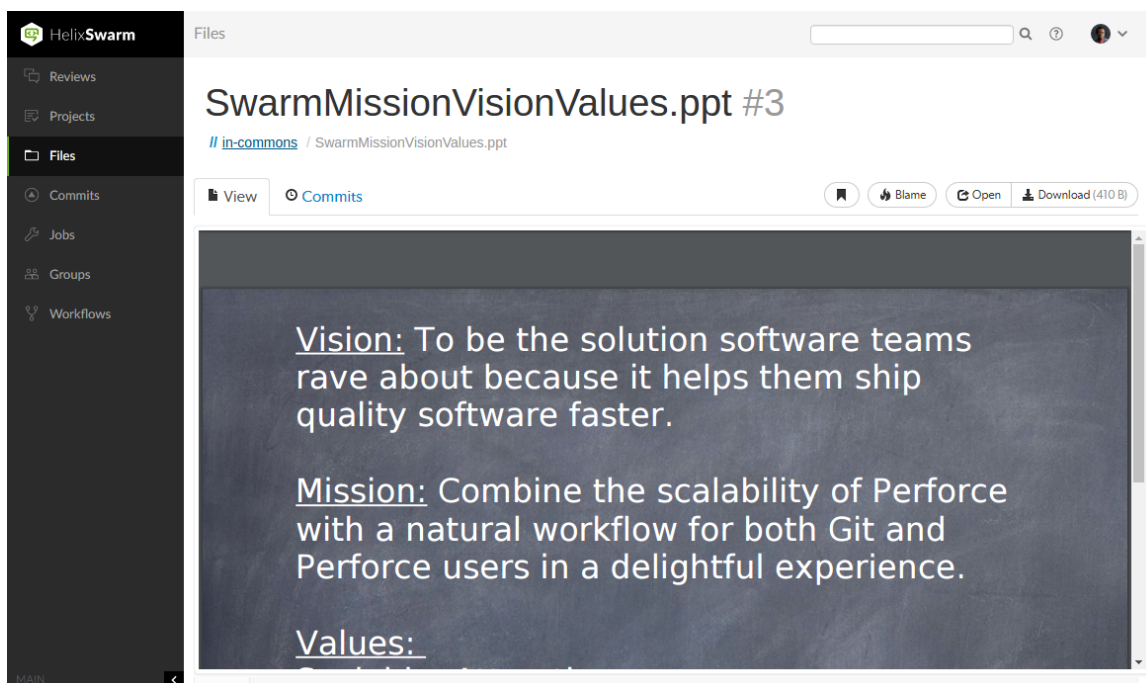 HelixSwarm
Files
Reviews
Projects
Files
Commits
Jobs
Groups
Workflows
MAIN
SwarmMissionVisionValues.ppt #3
// in-commons / SwarmMissionVisionValues.ppt
View
Commits
Blame
Open
Download (410 B)
Vision: To be the solution software teams
rave about because it helps them ship
quality software faster.
Mission: Combine the scalability of Perforce
with a natural workflow for both Git and
Perforce users in a delightful experience.
Values: